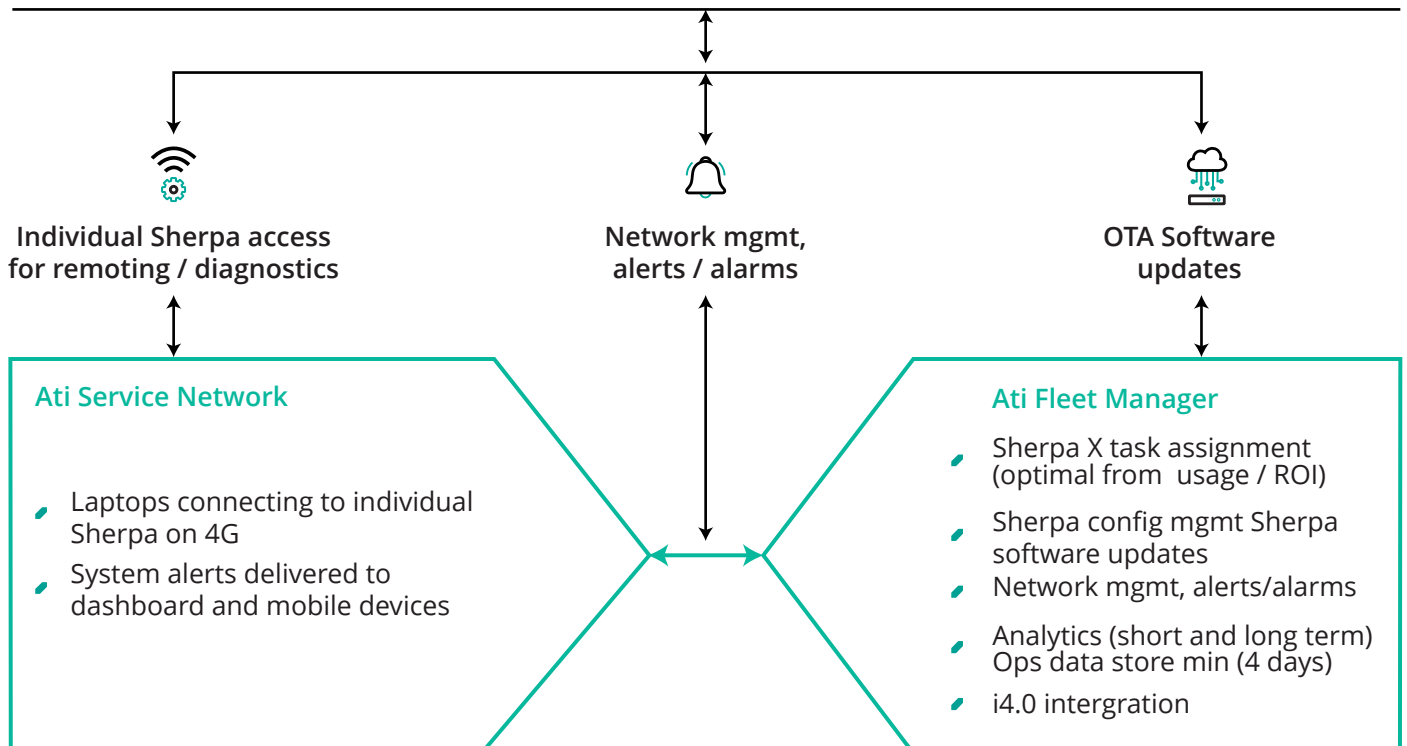 Individual Sherpa access
for remoting / diagnostics
Network mgmt,
alerts / alarms
OTA Software
updates
Ati Service Network
Laptops connecting to individual
Sherpa on 4G
System alerts delivered to
dashboard and mobile devices
Ati Fleet Manager
Sherpa X task assignment
(optimal from usage / ROI)
Sherpa config mgmt Sherpa
software updates
Network mgmt, alerts/alarms
Analytics (short and long term)
Ops data store min (4 days)
i4.0 intergration